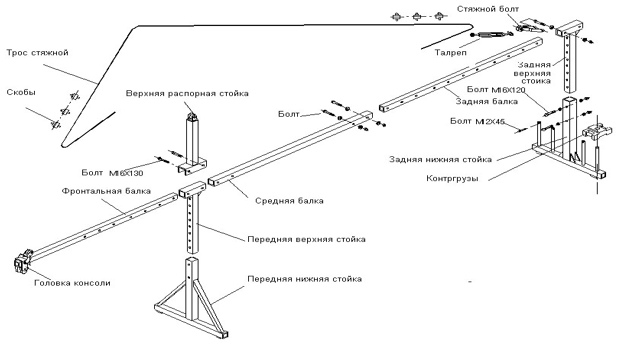 Стяжной болт
Трос стяжной
Талреп
Задняя
верхняя
стойка
Скобы
Верхняя распорная стойка
Болт М16Х120
Задняя балка
Болт
Болт М12Х45
Болт М16Х130
Задняя нижняя стойка
Контргрузы
Фронтальная балка
Средняя балка
Передняя верхняя стойка
Головка консоли
Передняя нижняя стойка